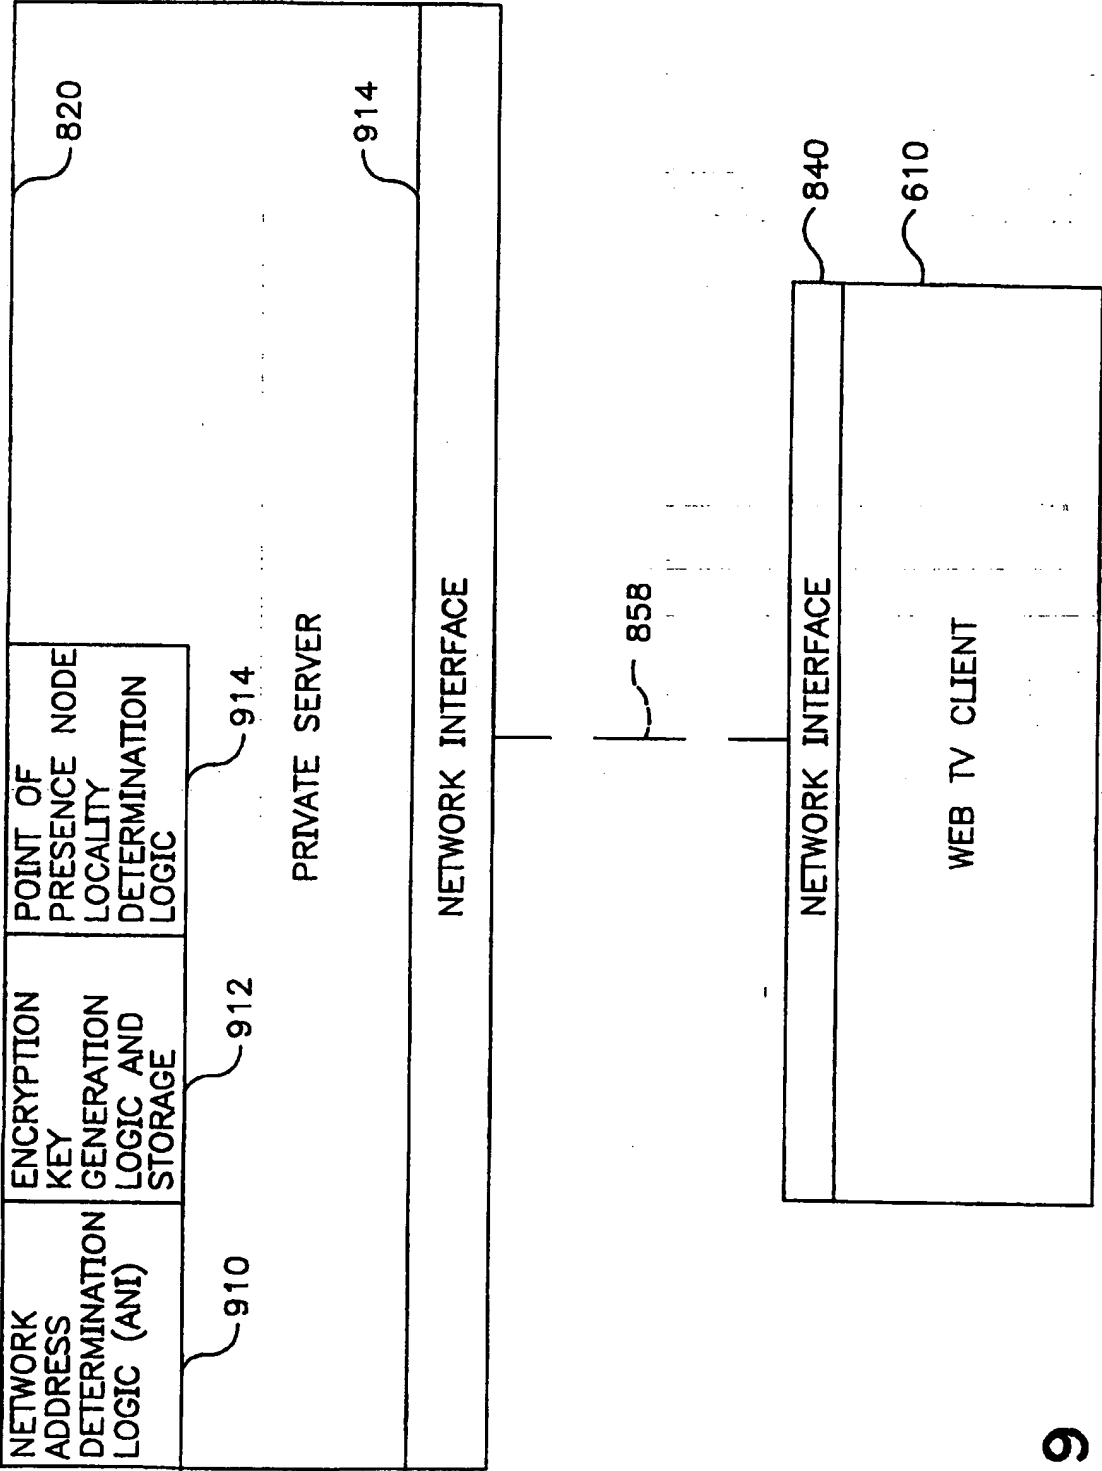 NETWORK
ADDRESS
DETERMINATION
LOGIC (ANI)
910
ENCRYPTION
KEY
GENERATION
LOGIC AND
STORAGE
912
POINT OF
PRESENCE NODE
LOCALITY
DETERMINATION
LOGIC
914
820
PRIVATE SERVER
914
NETWORK INTERFACE
858
NETWORK INTERFACE
840
WEB TV CLIENT
610
9